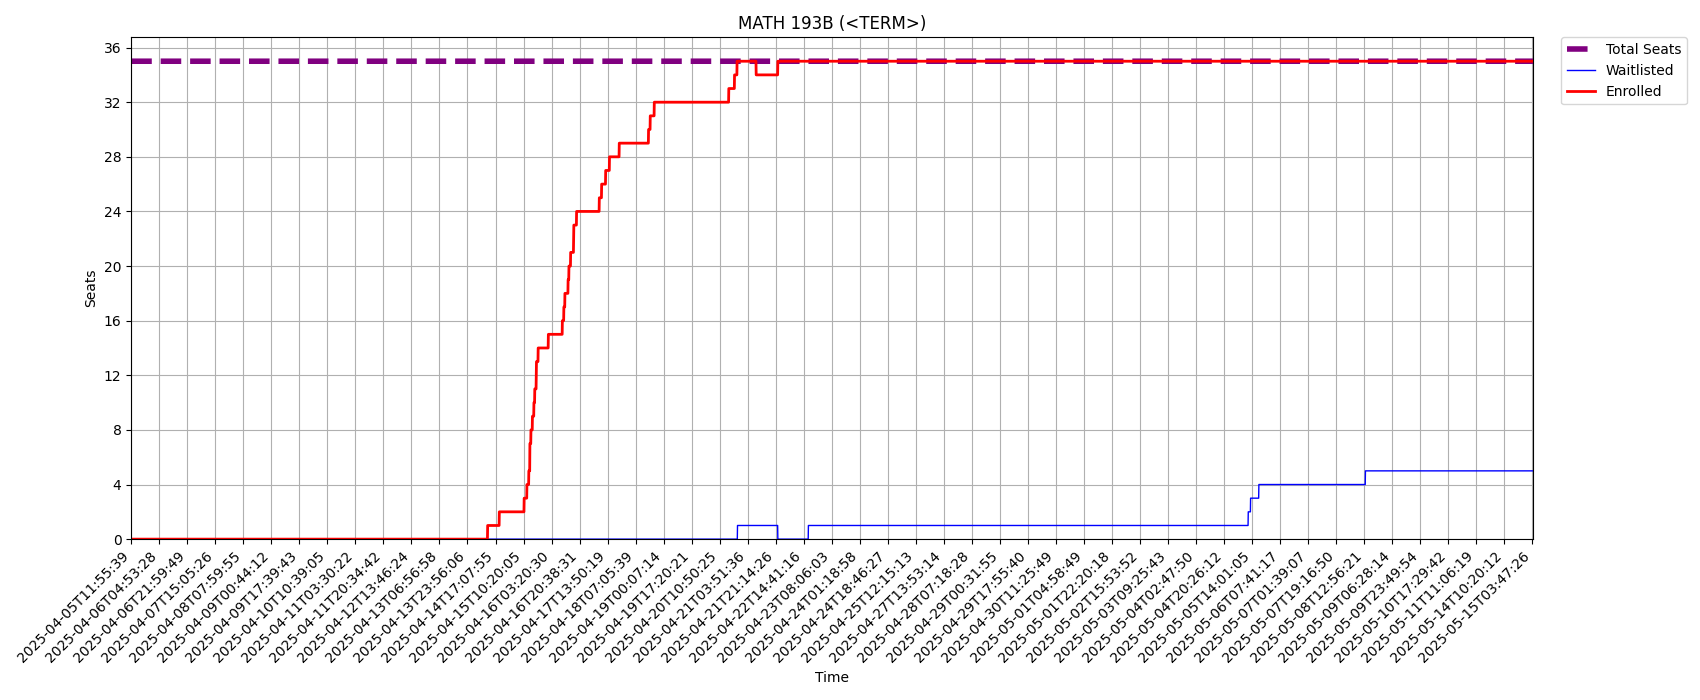 MATH 193B (<TERM>)
Total Seats
Waitlisted
Enrolled
Seats
36
32
28
24
20
16
12
8
4
0
2025-04-05T11:55:39
2025-04-06T04:53:28
2025-04-06T21:59:49
2025-04-07T15:05:26
2025-04-08T07:59:55
2025-04-09T00:44:12
2025-04-09T17:39:43
2025-04-10T10:39:05
2025-04-11T03:30:22
2025-04-11T20:34:42
2025-04-12T13:46:24
2025-04-13T06:56:58
2025-04-13T23:56:06
2025-04-14T17:07:55
2025-04-15T10:20:05
2025-04-16T03:20:30
2025-04-16T20:38:31
2025-04-17T13:50:19
2025-04-18T07:05:39
2025-04-19T00:07:14
2025-04-19T17:20:21
2025-04-20T10:50:25
2025-04-21T03:51:36
2025-04-21T21:14:26
2025-04-22T14:41:16
2025-04-23T08:06:03
2025-04-24T01:18:58
2025-04-24T18:46:27
2025-04-25T12:15:13
2025-04-27T13:53:14
2025-04-28T07:18:28
2025-04-29T00:31:55
2025-04-29T17:55:40
2025-04-30T11:25:49
2025-05-01T04:58:49
2025-05-01T22:20:18
2025-05-02T15:53:52
2025-05-03T09:25:43
2025-05-04T02:47:50
2025-05-04T20:26:12
2025-05-05T14:01:05
2025-05-06T07:41:17
2025-05-07T01:39:07
2025-05-07T19:16:50
2025-05-08T12:56:21
2025-05-09T06:28:14
2025-05-09T23:49:54
2025-05-10T17:29:42
2025-05-11T11:06:19
2025-05-14T10:20:12
2025-05-15T03:47:26
Time